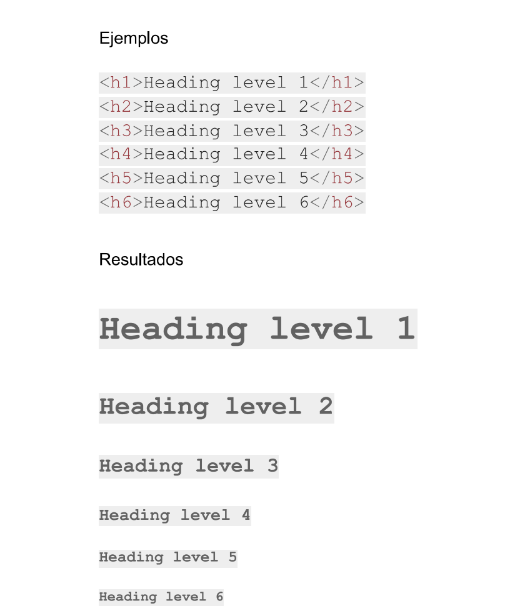 Ejemplos
<h1>Heading level 1</h1>
<h2>Heading level 2</h2>
<h3>Heading level 3</h3>
<h4>Heading level 4</h4>
<h5>Heading level 5</h5>
<h6>Heading level 6</h6>
Resultados
Heading level 1
Heading level 2
Heading level 3
Heading level 4
Heading level 5
Heading level 6